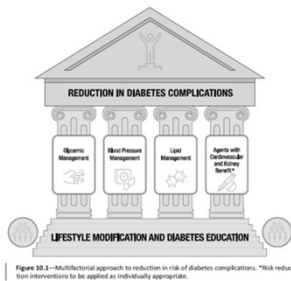 REDUCTION IN DIABETES COMPLICATIONS
Glycemic
Management
Blood Pressure
Management
Lipid
Management
Agents with
Cardiovascular
and Kidney
Benefit*
LIFESTYLE MODIFICATION AND DIABETES EDUCATION
Figure 10.1—Multifactorial approach to reduction in risk of diabetes complications. *Risk reduc
tion interventions to be applied as individually appropriate.